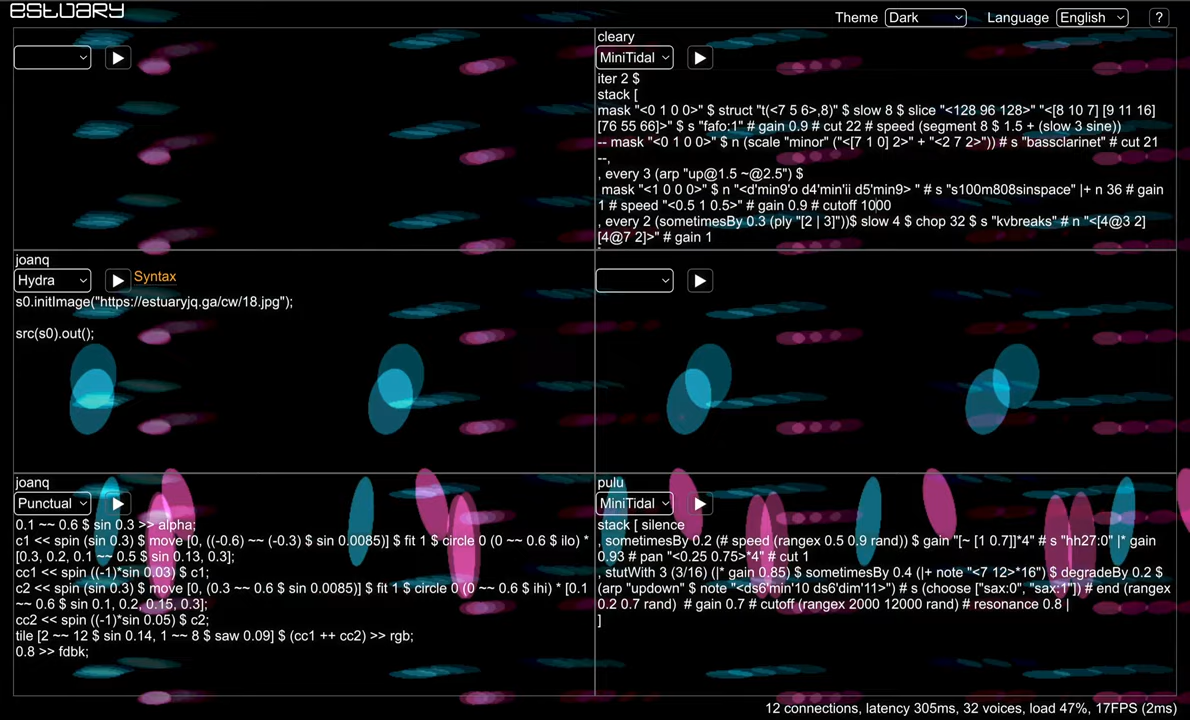 estuary
Theme Dark Language English ?
cleary
MiniTidal
iter 2 $
stack [
mask "<0 1 0 0>" $ struct "t(<7 5 6>,8)" $ slow 8 $ slice "<128 96 128>" "<[8 10 7] [9 11 16]
[76 55 66]>" $ s "fafo:1" # gain 0.9 # cut 22 # speed (segment 8 $ 1.5 + (slow 3 sine))
-- mask "<0 1 0 0>" $ n (scale "minor" ("<[7 1 0] 2>" + "<2 7 2>")) # s "bassclarinet" # cut 21
--,
, every 3 (arp "up@1.5 ~@2.5") $
mask "<1 0 0 0>" $ n "<d'min9'o d4'min'ii d5'min9> " # s "s100m808sinspace" |+ n 36 # gain
1 # speed "<0.5 1 0.5>" # gain 0.9 # cutoff 1000
, every 2 (sometimesBy 0.3 (ply "[2 | 3]"))$ slow 4 $ chop 32 $ s "kvbreaks" # n "<[4@3 2]
[4@7 2]>" # gain 1
joanq
Hydra Syntax
s0.initImage("https://estuaryjq.ga/cw/18.jpg");
src(s0).out();
joanq
Punctual
0.1 ~~ 0.6 $ sin 0.3 >> alpha;
c1 << spin (sin 0.3) $ move [0, ((-0.6) ~~ (-0.3) $ sin 0.0085)] $ fit 1 $ circle 0 (0 ~~ 0.6 $ ilo) *
[0.3, 0.2, 0.1 ~~ 0.5 $ sin 0.13, 0.3];
cc1 << spin ((-1)*sin 0.03) $ c1;
c2 << spin (sin 0.3) $ move [0, (0.3 ~~ 0.6 $ sin 0.0085)] $ fit 1 $ circle 0 (0 ~~ 0.6 $ ihi) * [0.1
~~ 0.6 $ sin 0.1, 0.2, 0.15, 0.3];
cc2 << spin ((-1)*sin 0.05) $ c2;
tile [2 ~~ 12 $ sin 0.14, 1 ~~ 8 $ saw 0.09] $ (cc1 ++ cc2) >> rgb;
0.8 >> fdbk;
pulu
MiniTidal
stack [ silence
, sometimesBy 0.2 (# speed (rangex 0.5 0.9 rand)) $ gain "[~ [1 0.7]]*4" # s "hh27:0" |* gain
0.93 # pan "<0.25 0.75>*4" # cut 1
, stutWith 3 (3/16) (|* gain 0.85) $ sometimesBy 0.4 (|+ note "<7 12>*16") $ degradeBy 0.2 $
(arp "updown" $ note "<ds6'min'10 ds6'dim'11>") # s (choose ["sax:0", "sax:1"]) # end (rangex
0.2 0.7 rand) # gain 0.7 # cutoff (rangex 2000 12000 rand) # resonance 0.8 |
]
12 connections, latency 305ms, 32 voices, load 47%, 17FPS (2ms)